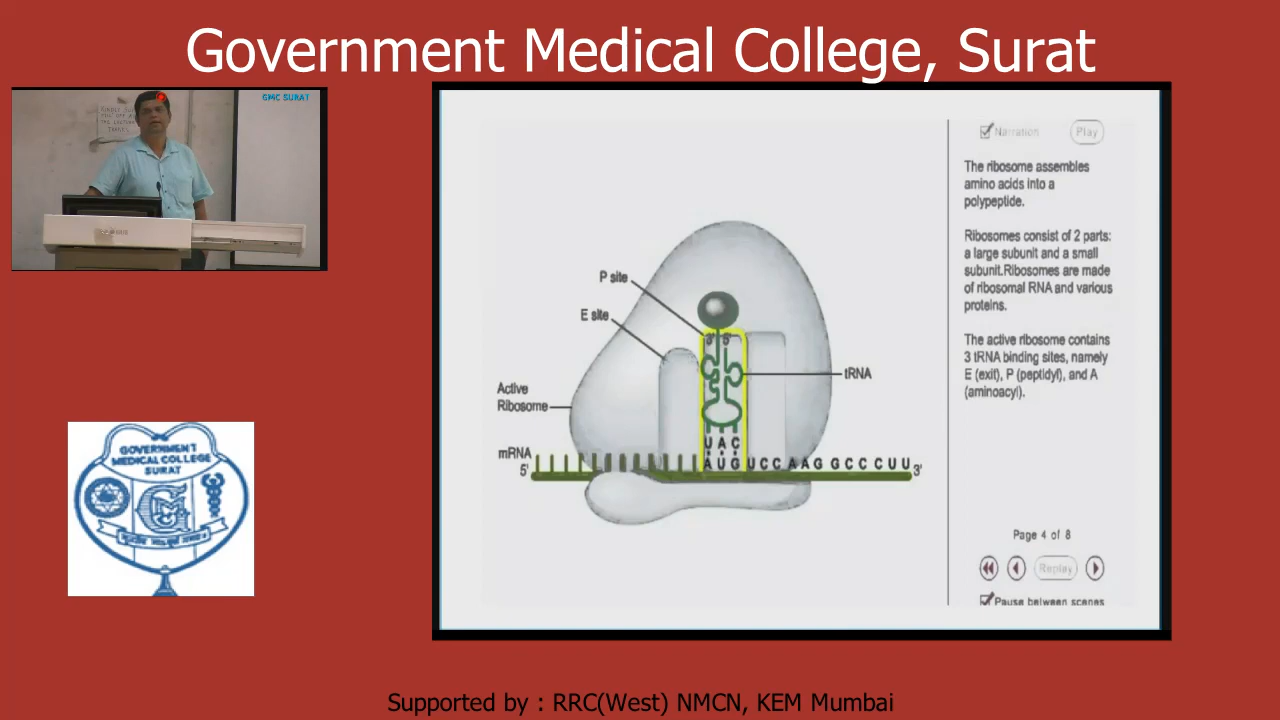 Government Medical College, Surat
GMC SURAT
Narration
Play
The ribosome assembles
amino acids into a
polypeptide.
Ribosomes consist of 2 parts:
a large subunit and a small
subunit.Ribosomes are made
of ribosomal RNA and various
proteins.
The active ribosome contains
3 tRNA binding sites, namely
E (exit), P (peptidyl), and A
(aminoacyl).
P site
E site
3' 5'
tRNA
Active
Ribosome
U A C
mRNA
5'
A U G U C C A A G G C C C U U
3'
Page 4 of 8
Replay
Pause between scenes
GOVERNMENT
MEDICAL COLLEGE
SURAT
Supported by : RRC(West) NMCN, KEM Mumbai